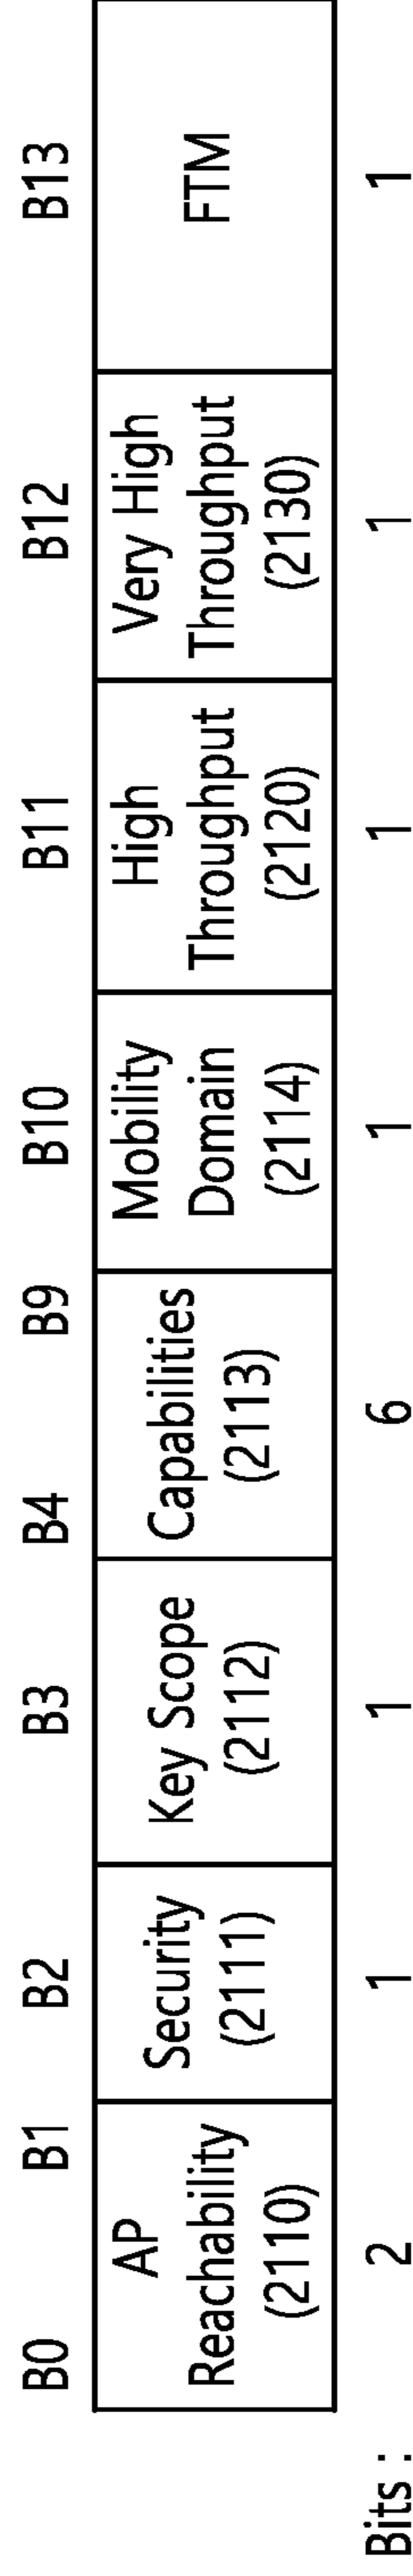 B0 B1 B2 B3 B4 B9 B10 B11 B12 B13
AP
Reachability
(2110)
Security
(2111)
Key Scope
(2112)
Capabilities
(2113)
Mobility
Domain
(2114)
High
Throughput
(2120)
Very High
Throughput
(2130)
FTM
Bits : 2 1 1 6 1 1 1 1